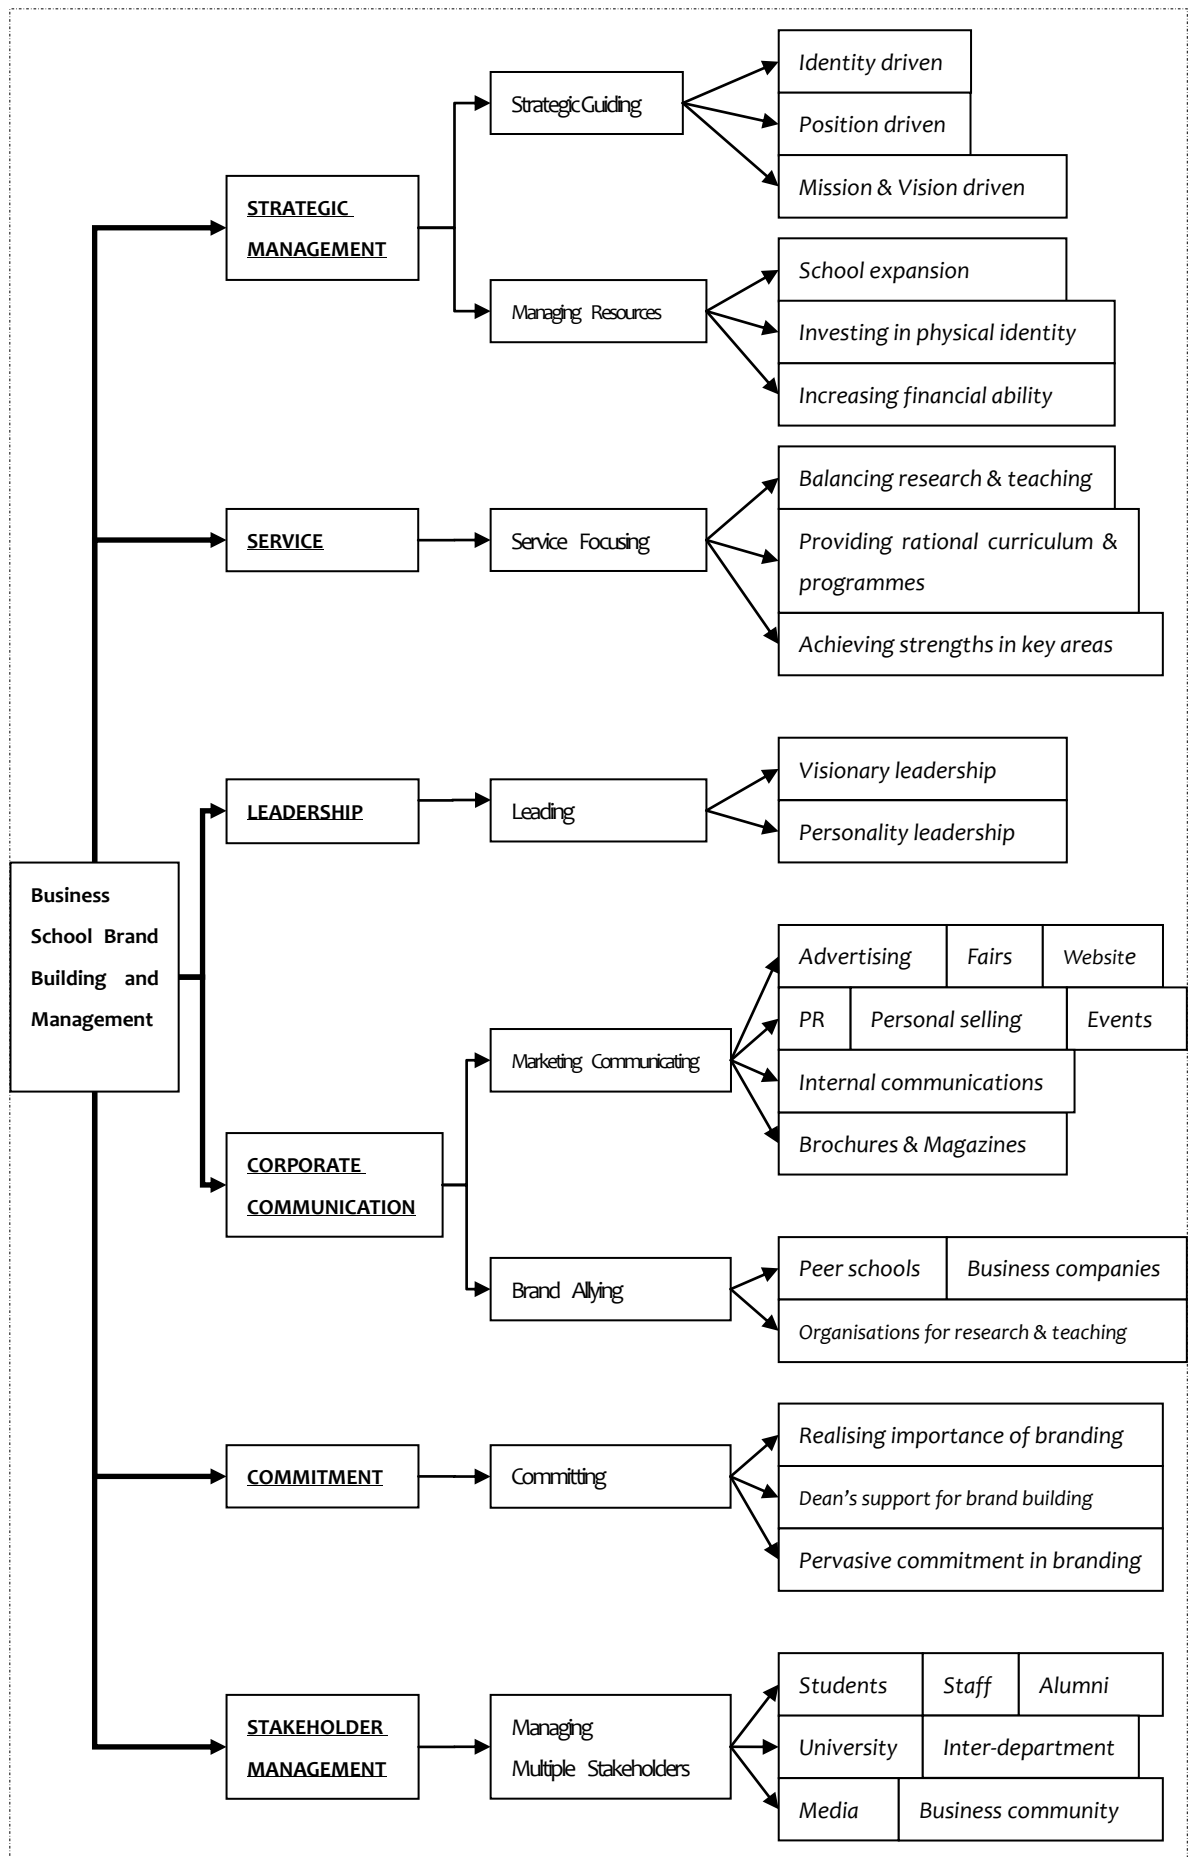 Business
School Brand
Building and
Management
STRATEGIC
MANAGEMENT
Strategic Guiding
Identity driven
Position driven
Mission & Vision driven
Managing Resources
School expansion
Investing in physical identity
Increasing financial ability
SERVICE
Service Focusing
Balancing research & teaching
Providing rational curriculum &
programmes
Achieving strengths in key areas
LEADERSHIP
Leading
Visionary leadership
Personality leadership
CORPORATE
COMMUNICATION
Marketing Communicating
Advertising Fairs Website
PR Personal selling Events
Internal communications
Brochures & Magazines
Brand Allying
Peer schools Business companies
Organisations for research & teaching
COMMITMENT
Committing
Realising importance of branding
Dean’s support for brand building
Pervasive commitment in branding
STAKEHOLDER
MANAGEMENT
Managing
Multiple Stakeholders
Students Staff Alumni
University Inter-department
Media Business community